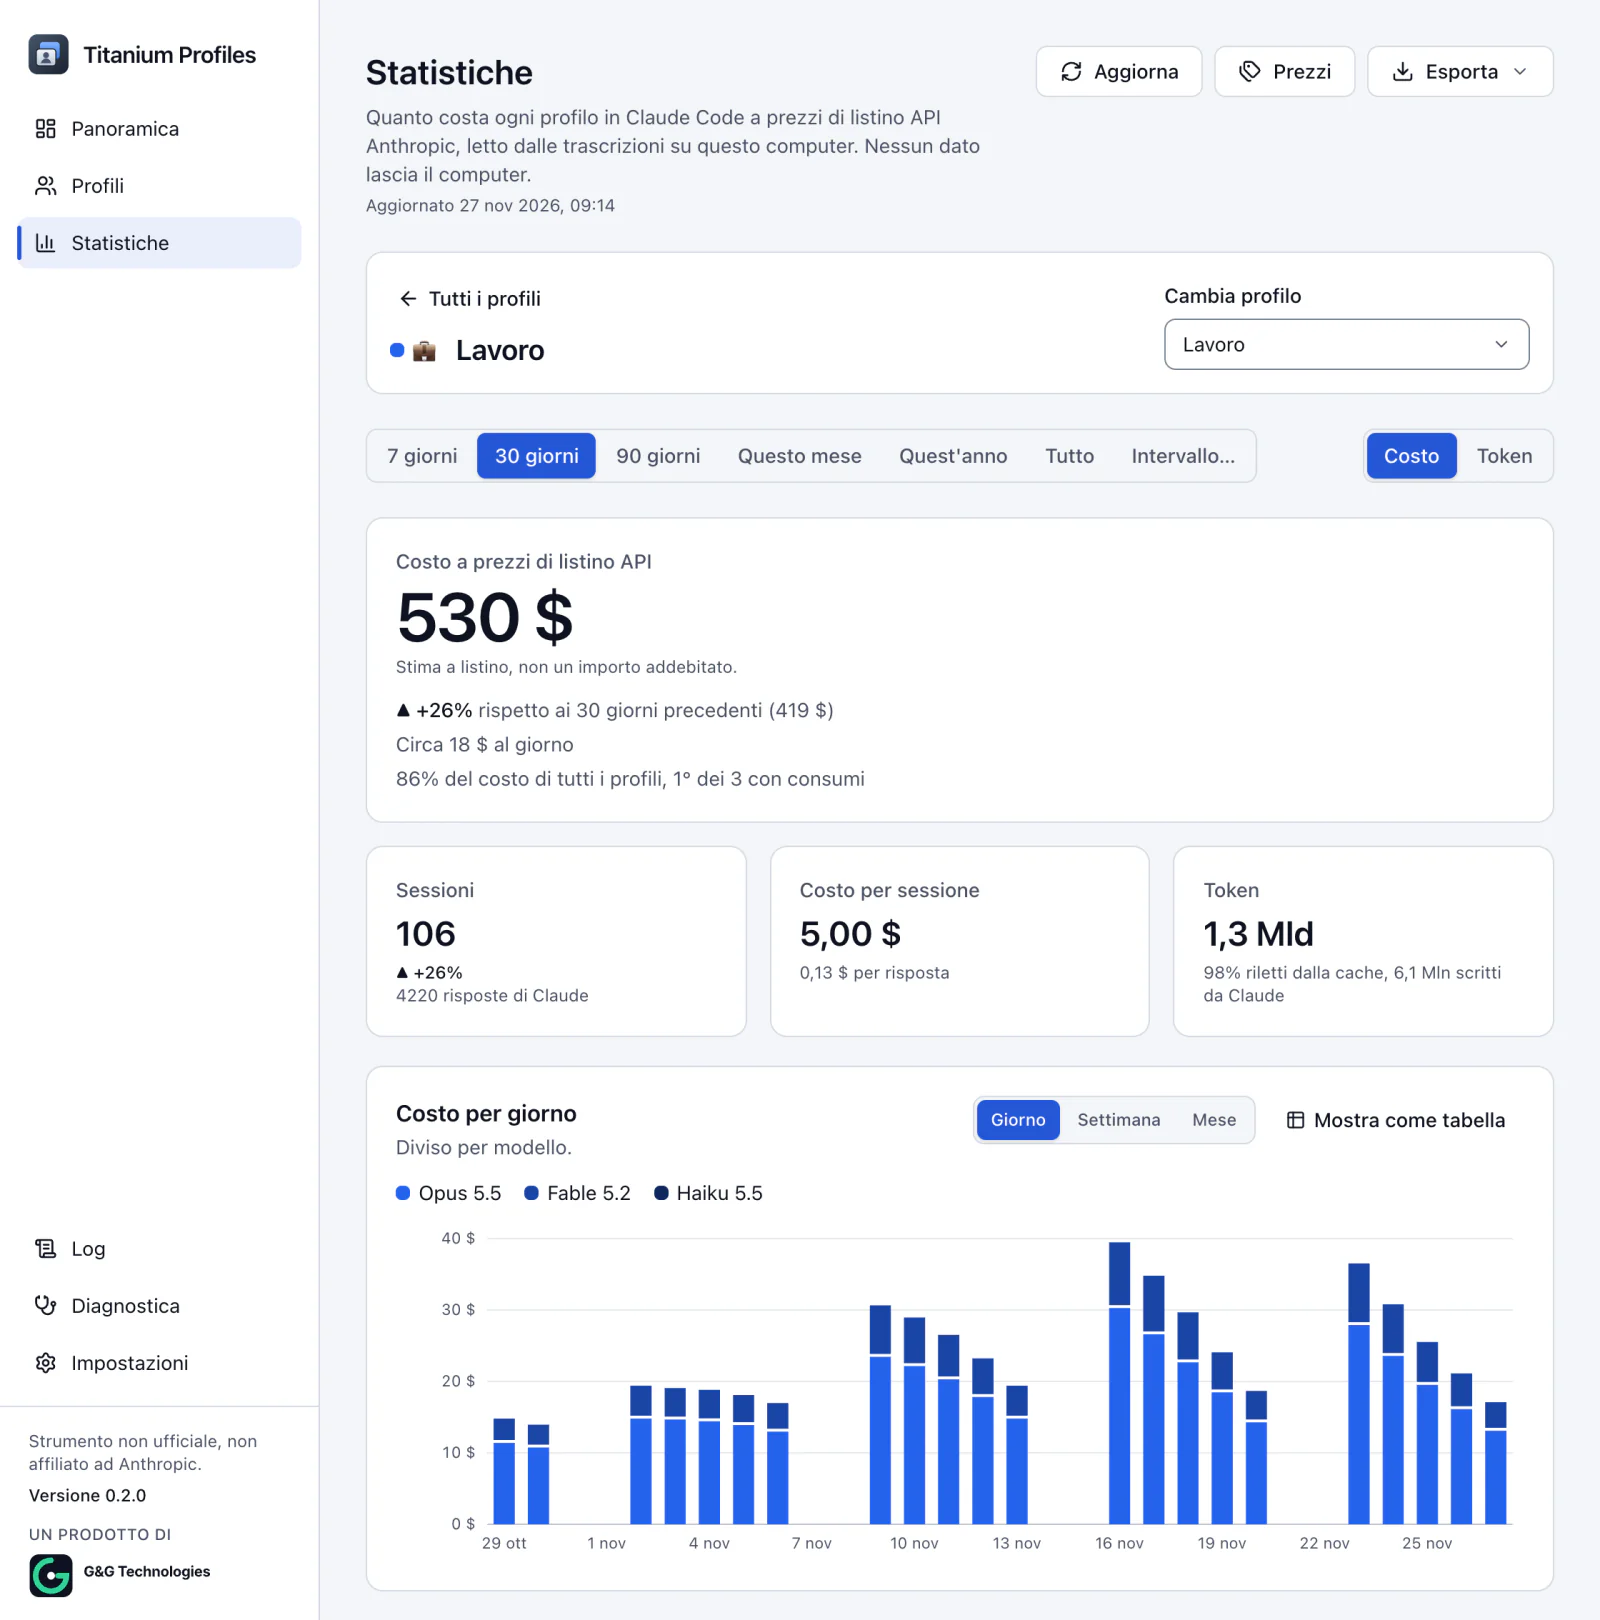 Titanium Profiles
Panoramica
Profili
Statistiche
Log
Diagnostica
Impostazioni
Strumento non ufficiale, non
affiliato ad Anthropic.
Versione 0.2.0
UN PRODOTTO DI
G&G Technologies
Statistiche
Quanto costa ogni profilo in Claude Code a prezzi di listino API
Anthropic, letto dalle trascrizioni su questo computer. Nessun dato
lascia il computer.
Aggiornato 27 nov 2026, 09:14
Aggiorna
Prezzi
Esporta
Tutti i profili
Lavoro
Cambia profilo
Lavoro
7 giorni
30 giorni
90 giorni
Questo mese
Quest'anno
Tutto
Intervallo...
Costo
Token
Costo a prezzi di listino API
530 $
Stima a listino, non un importo addebitato.
▲ +26% rispetto ai 30 giorni precedenti (419 $)
Circa 18 $ al giorno
86% del costo di tutti i profili, 1° dei 3 con consumi
Sessioni
106
▲ +26%
4220 risposte di Claude
Costo per sessione
5,00 $
0,13 $ per risposta
Token
1,3 Mld
98% riletti dalla cache, 6,1 Mln scritti
da Claude
Costo per giorno
Diviso per modello.
Giorno
Settimana
Mese
Mostra come tabella
Opus 5.5
Fable 5.2
Haiku 5.5
40 $
30 $
20 $
10 $
0 $
29 ott
1 nov
4 nov
7 nov
10 nov
13 nov
16 nov
19 nov
22 nov
25 nov